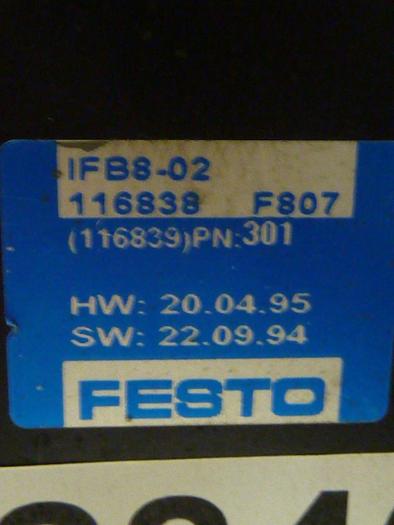 IFB8-02
116838 F807
(116839)PN:301
HW: 20.04.95
SW: 22.09.94
FESTO